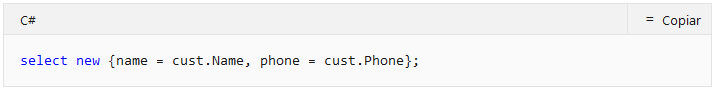 C#
Copiar
select new {name = cust.Name, phone = cust.Phone};